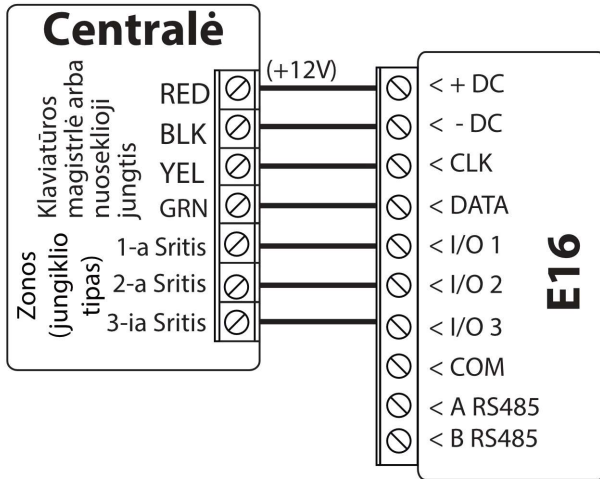 Centralė
Klaviatūros
magistrlė arba
nuoseklioji
jungtis
RED
BLK
YEL
GRN
Zonos
(jungiklio
tipas)
1-a Sritis
2-a Sritis
3-ia Sritis
(+12V)
< + DC
< - DC
< CLK
< DATA
< I/O 1
< I/O 2
< I/O 3
< COM
< A RS485
< B RS485
E16